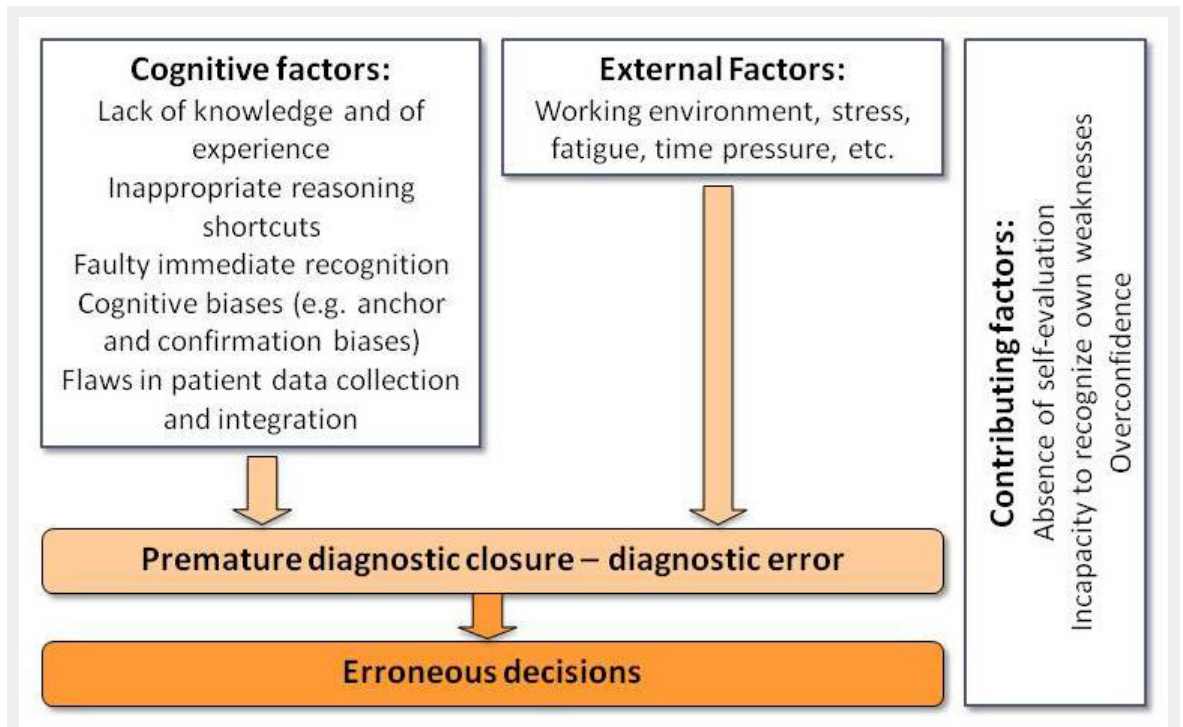 Cognitive factors:
Lack of knowledge and of
experience
Inappropriate reasoning
shortcuts
Faulty immediate recognition
Cognitive biases (e.g. anchor
and confirmation biases)
Flaws in patient data collection
and integration
External Factors:
Working environment, stress,
fatigue, time pressure, etc.
Contributing factors:
Absence of self-evaluation
Incapacity to recognize own weaknesses
Overconfidence
Premature diagnostic closure – diagnostic error
Erroneous decisions